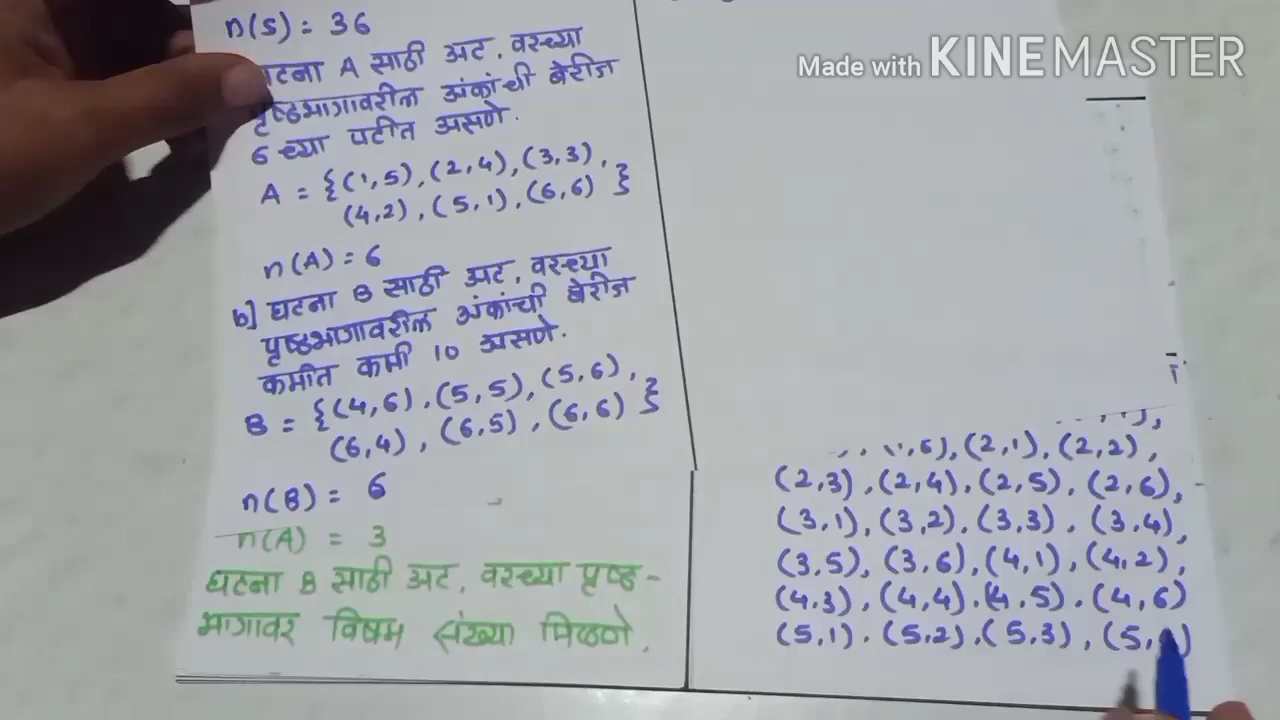 n(S) = 36
घटना A साठी अट, वरच्या
पृष्ठभागावरील अंकांची बेरीज
6 च्या पटीत असणे.
A = {(1,5), (2,4), (3,3),
(4,2), (5,1), (6,6) }
n(A) = 6
b] घटना B साठी अट, वरच्या
पृष्ठभागावरील अंकांची बेरीज
कमीत कमी 10 असणे.
B = {(4,6), (5,5), (5,6),
(6,4), (6,5), (6,6) }
n(B) = 6
n(A) = 3
घटना B साठी अट, वरच्या पृष्ठ-
भागावर विषम संख्या मिळणे.
Made with KINEMASTER
(2,1), (2,2),
(2,3), (2,4), (2,5), (2,6),
(3,1), (3,2), (3,3), (3,4),
(3,5), (3,6), (4,1), (4,2),
(4,3), (4,4), (4,5), (4,6)
(5,1), (5,2), (5,3), (5,